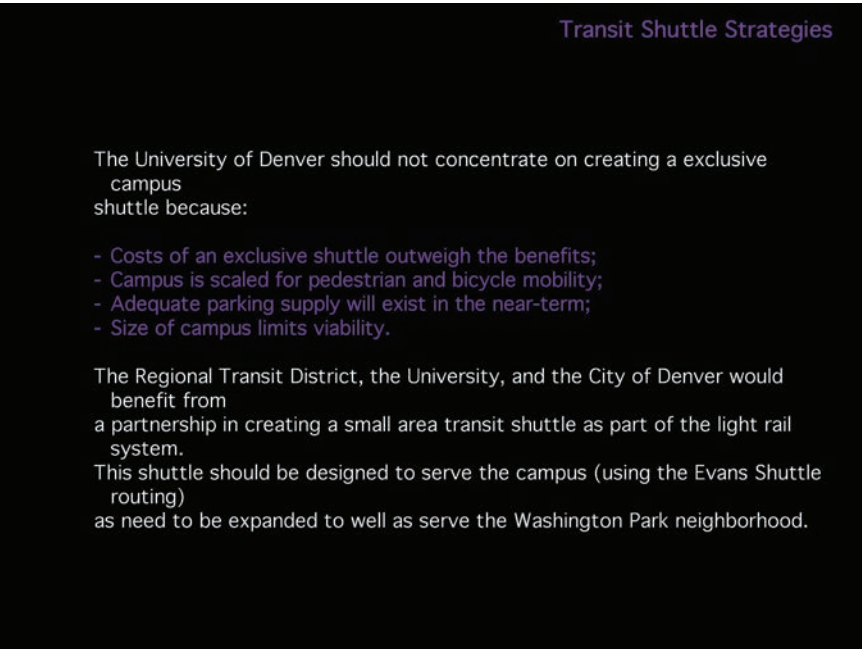 Transit Shuttle Strategies
The University of Denver should not concentrate on creating a exclusive
campus
shuttle because:
- Costs of an exclusive shuttle outweigh the benefits;
- Campus is scaled for pedestrian and bicycle mobility;
- Adequate parking supply will exist in the near-term;
- Size of campus limits viability.
The Regional Transit District, the University, and the City of Denver would
benefit from
a partnership in creating a small area transit shuttle as part of the light rail
system.
This shuttle should be designed to serve the campus (using the Evans Shuttle
routing)
as need to be expanded to well as serve the Washington Park neighborhood.